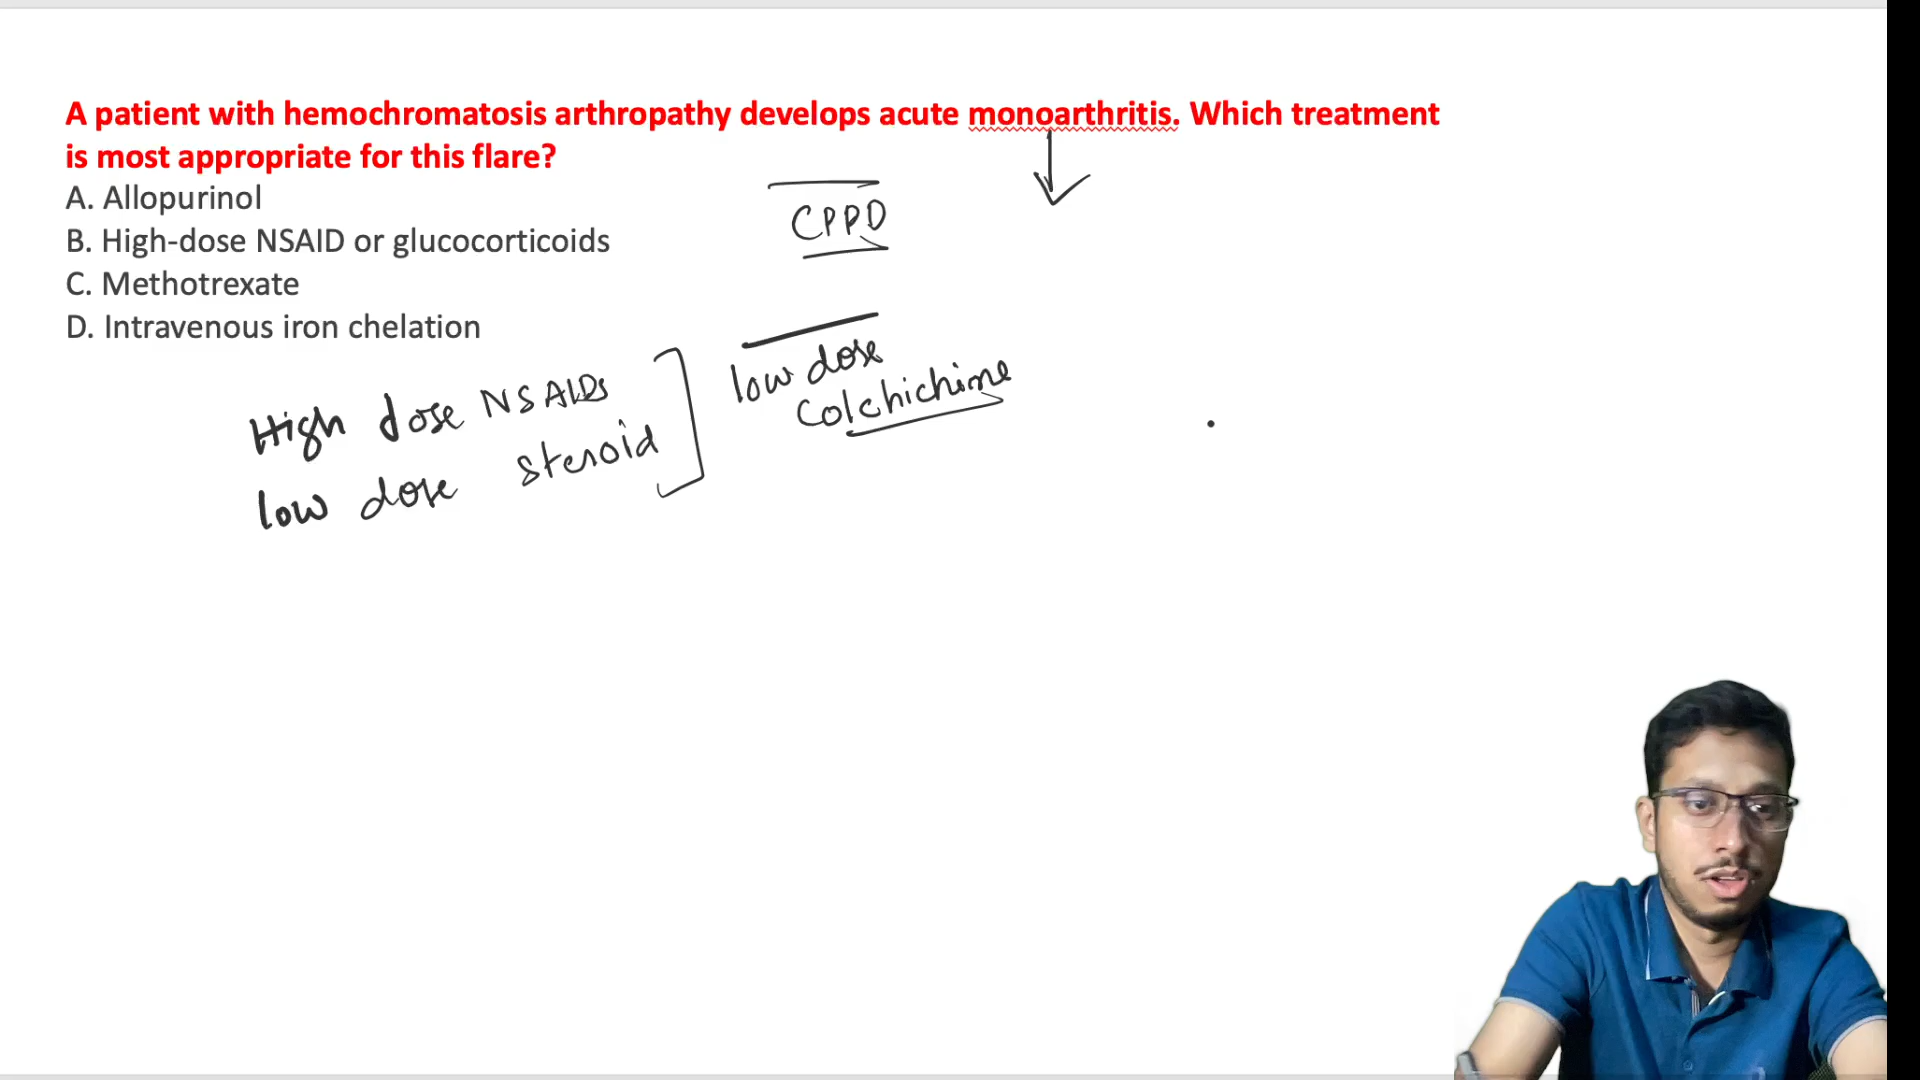 A patient with hemochromatosis arthropathy develops acute monoarthritis. Which treatment
is most appropriate for this flare?
A. Allopurinol
B. High-dose NSAID or glucocorticoids
C. Methotrexate
D. Intravenous iron chelation
CPPD
High dose NSAIDs
low dose steroid
low dose
Colchichine